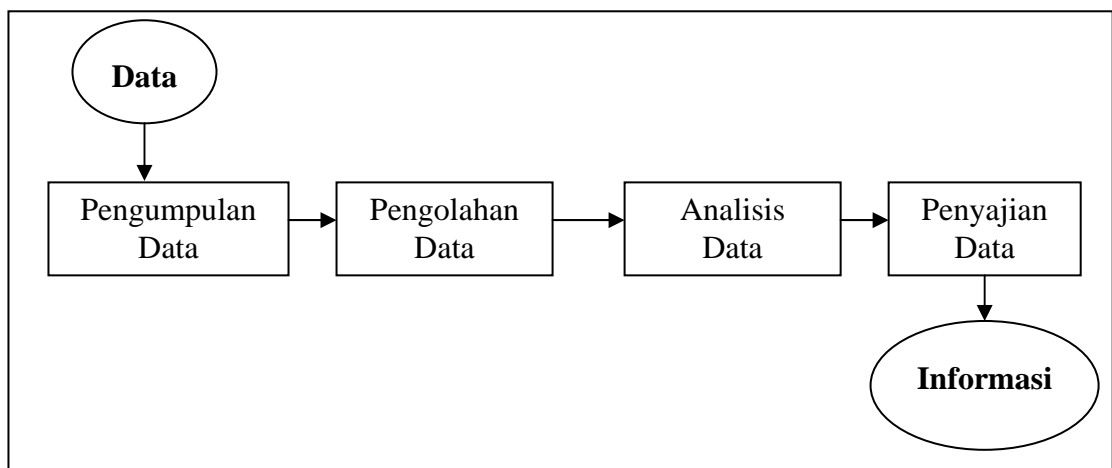 Data
Pengumpulan
Data
Pengolahan
Data
Analisis
Data
Penyajian
Data
Informasi